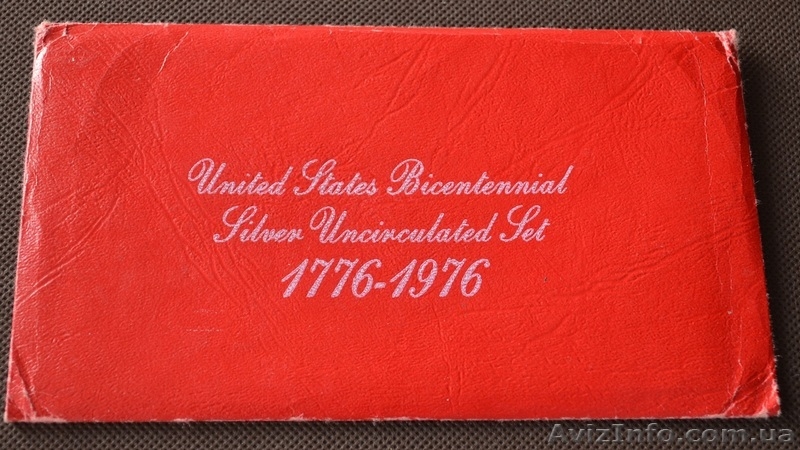 United States Bicentennial
Silver Uncirculated Set
1776-1976
AvizInfo.com.ua